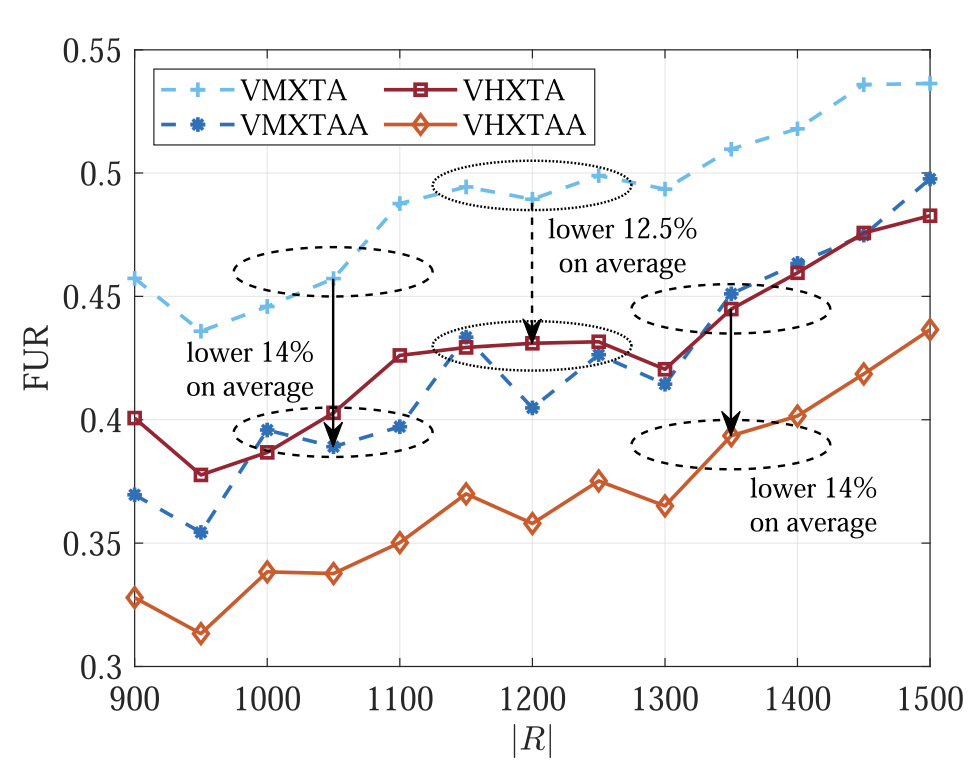 0.55
VMXTA
VHXTA
VMXTAA
VHXTAA
0.5
lower 12.5%
on average
0.45
lower 14%
on average
0.4
lower 14%
on average
0.35
0.3
FUR
900
1000
1100
1200
1300
1400
1500
|R|